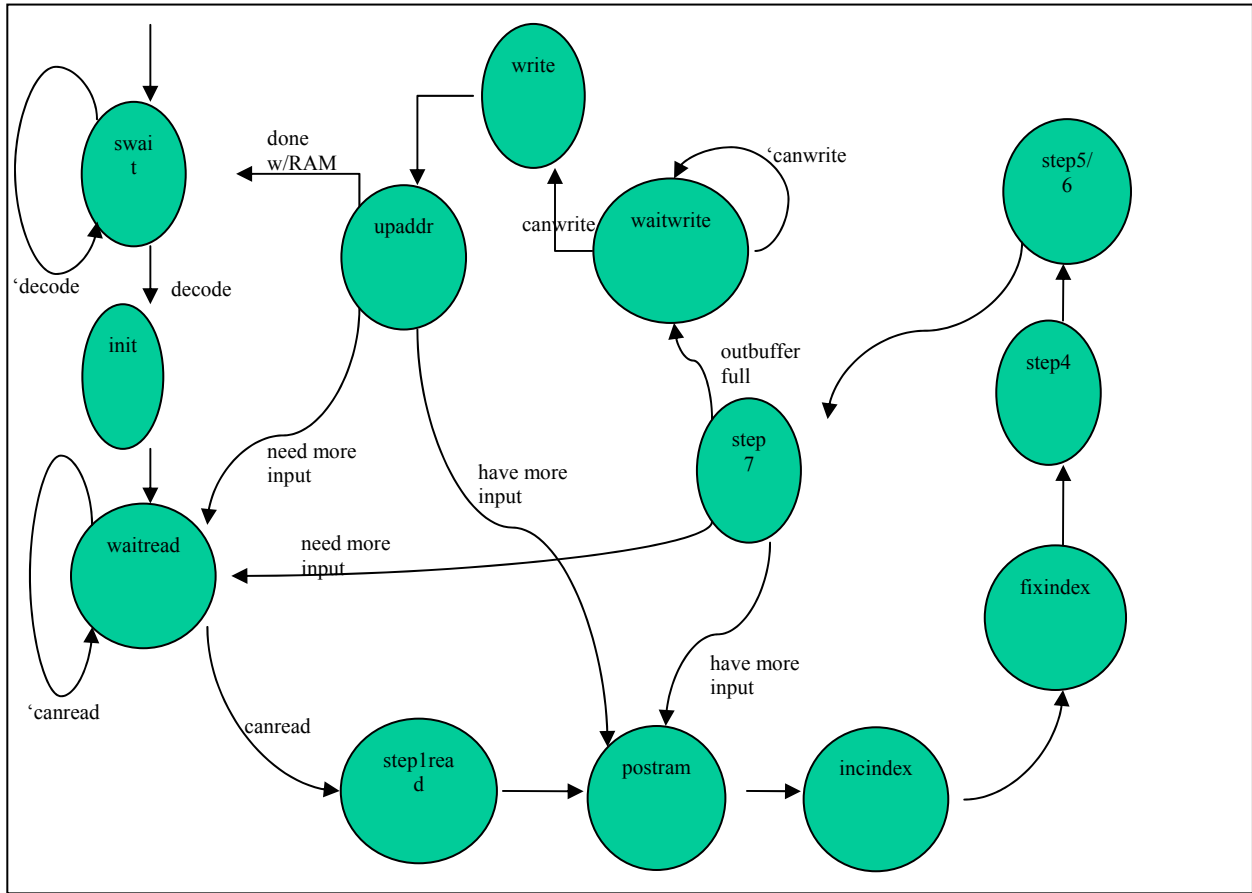 write
swai
t
done
w/RAM
‘canwrite
step5/
6
upaddr
canwrite
waitwrite
‘decode
decode
init
outbuffer
full
step4
step
7
need more
input
have more
input
waitread
need more
input
fixindex
have more
input
‘canread
canread
step1rea
d
postram
incindex